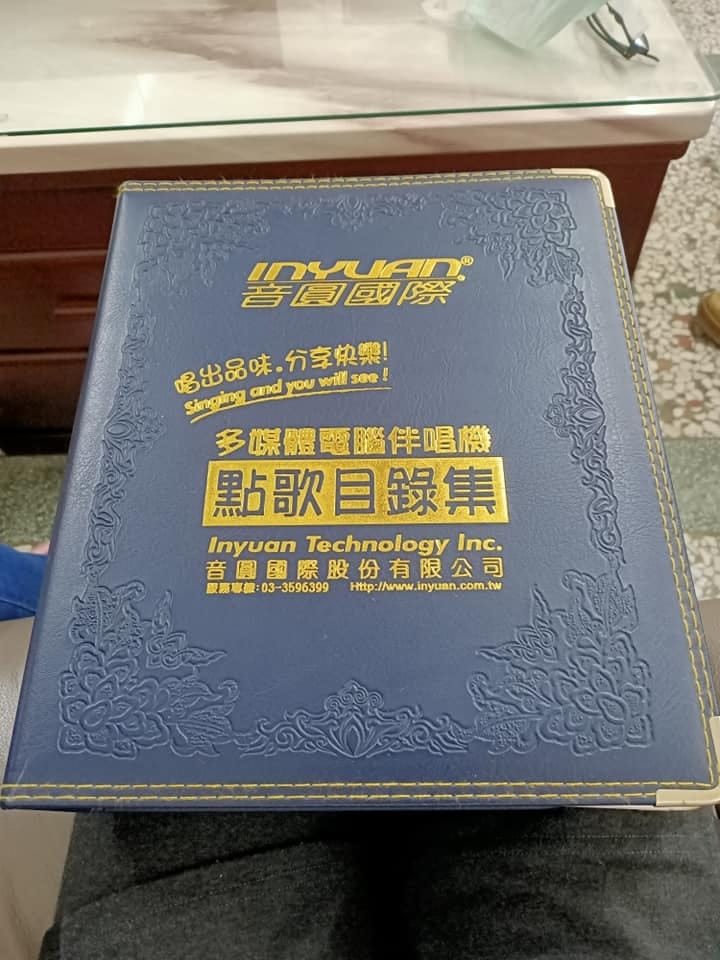 INYUAN®
音圓國際
唱出品味。分享快樂!
Singing and you will see!
多媒體電腦伴唱機
點歌目錄集
Inyuan Technology Inc.
音圓國際股份有限公司
服務專線:03-3596399 Http://www.inyuan.com.tw